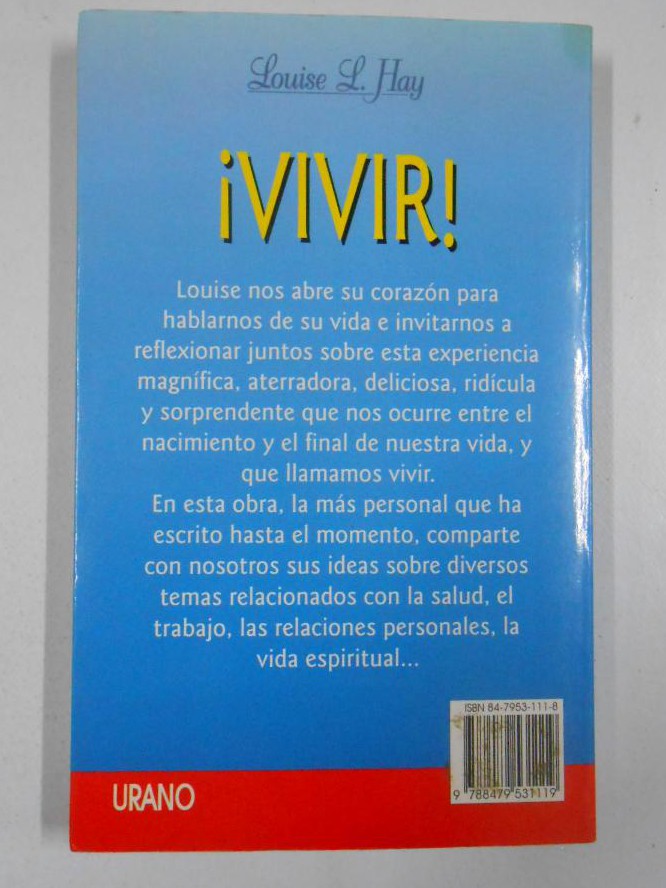 Louise L. Hay
¡VIVIR!
Louise nos abre su corazón para
hablarnos de su vida e invitarnos a
reflexionar juntos sobre esta experiencia
magnífica, aterradora, deliciosa, ridícula
y sorprendente que nos ocurre entre el
nacimiento y el final de nuestra vida, y
que llamamos vivir.
En esta obra, la más personal que ha
escrito hasta el momento, comparte
con nosotros sus ideas sobre diversos
temas relacionados con la salud, el
trabajo, las relaciones personales, la
vida espiritual...
ISBN 84-7953-111-8
9 788479 531119
URANO